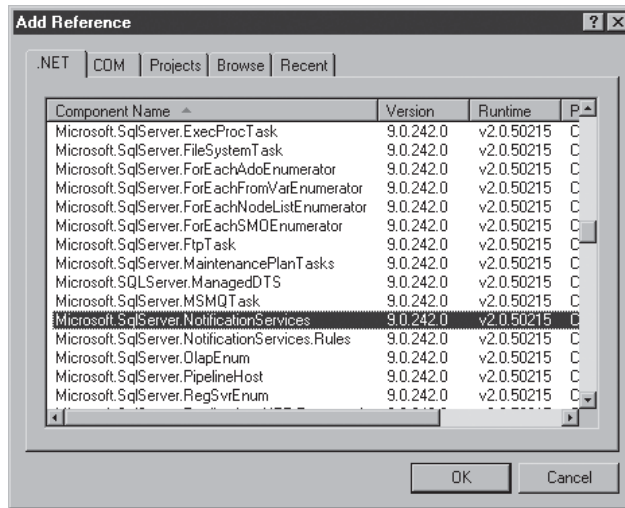 Add Reference
.NET COM Projects Browse Recent
Component Name Version Runtime
Microsoft.SqlServer.ExecProcTask 9.0.242.0 v2.0.50215 C
Microsoft.SqlServer.FileSystemTask 9.0.242.0 v2.0.50215 C
Microsoft.SqlServer.ForEachAdoEnumerator 9.0.242.0 v2.0.50215 C
Microsoft.SqlServer.ForEachFromVarEnumerator 9.0.242.0 v2.0.50215 C
Microsoft.SqlServer.ForEachNodeListEnumerator 9.0.242.0 v2.0.50215 C
Microsoft.SqlServer.ForEachSMOEnumerator 9.0.242.0 v2.0.50215 C
Microsoft.SqlServer.FtpTask 9.0.242.0 v2.0.50215 C
Microsoft.SqlServer.MaintenancePlanTasks 9.0.242.0 v2.0.50215 C
Microsoft.SQLServer.ManagedDTS 9.0.242.0 v2.0.50215 C
Microsoft.SqlServer.MSMQTask 9.0.242.0 v2.0.50215 C
Microsoft.SqlServer.NotificationServices 9.0.242.0 v2.0.50215 C
Microsoft.SqlServer.NotificationServices.Rules 9.0.242.0 v2.0.50215 C
Microsoft.SqlServer.OlapEnum 9.0.242.0 v2.0.50215 C
Microsoft.SqlServer.PipelineHost 9.0.242.0 v2.0.50215 C
Microsoft.SqlServer.RegSvrEnum 9.0.242.0 v2.0.50215 C
OK Cancel